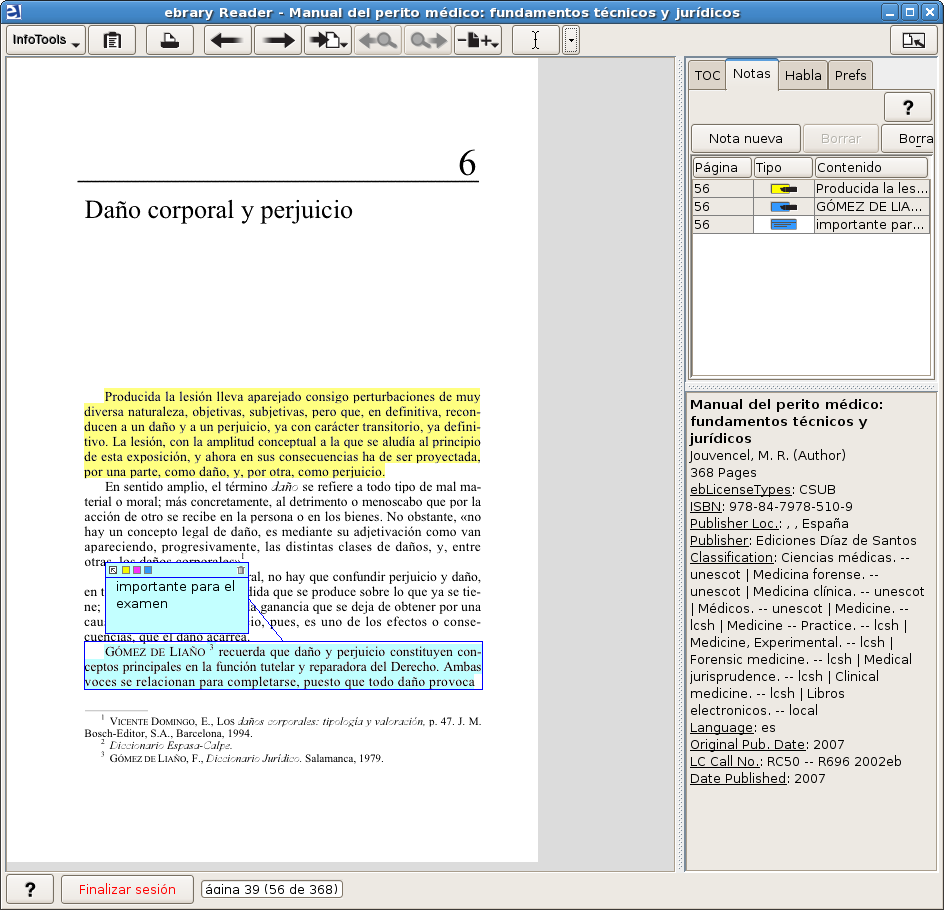 ebrary Reader - Manual del perito médico: fundamentos técnicos y jurídicos
InfoTools
6
Daño corporal y perjuicio
Producida la lesión lleva aparejado consigo perturbaciones de muy
diversa naturaleza, objetivas, subjetivas, pero que, en definitiva, recon-
ducen a un daño y a un perjuicio, ya con carácter transitorio, ya defini-
tivo. La lesión, con la amplitud conceptual a la que se aludía al principio
de esta exposición, y ahora en sus consecuencias ha de ser proyectada,
por una parte, como daño, y, por otra, como perjuicio.
En sentido amplio, el término daño se refiere a todo tipo de mal ma-
terial o moral; más concretamente, al detrimento o menoscabo que por la
acción de otro se recibe en la persona o en los bienes. No obstante, «no
hay un concepto legal de daño, es mediante su adjetivación como van
apareciendo, progresivamente, las distintas clases de daños, y, entre
otras, los daños corporales» 1
ral, no hay que confundir perjuicio y daño,
en t dida que se produce sobre lo que ya se tie-
ne; a ganancia que se deja de obtener por una
cau io, pues, es uno de los efectos o conse-
cuencias, que el daño acarrea.
importante para el
examen
GÓMEZ DE LIAÑO 3 recuerda que daño y perjuicio constituyen con-
ceptos principales en la función tutelar y reparadora del Derecho. Ambas
voces se relacionan para completarse, puesto que todo daño provoca
1 VICENTE DOMINGO, E., LOS daños corporales: tipología y valoración, p. 47. J. M.
Bosch-Editor, S.A., Barcelona, 1994.
2 Diccionario Espasa-Calpe.
3 GÓMEZ DE LIAÑO, F., Diccionario Jurídico. Salamanca, 1979.
TOC Notas Habla Prefs
?
Nota nueva Borrar Borra
Página Tipo Contenido
56 Producida la les...
56 GÓMEZ DE LIA...
56 importante par...
Manual del perito médico:
fundamentos técnicos y
jurídicos
Jouvencel, M. R. (Author)
368 Pages
ebLicenseTypes: CSUB
ISBN: 978-84-7978-510-9
Publisher Loc.: , , España
Publisher: Ediciones Díaz de Santos
Classification: Ciencias médicas. --
unescot | Medicina forense. --
unescot | Medicina clínica. -- unescot
| Médicos. -- unescot | Medicine. --
lcsh | Medicine -- Practice. -- lcsh |
Medicine, Experimental. -- lcsh |
Forensic medicine. -- lcsh | Medical
jurisprudence. -- lcsh | Clinical
medicine. -- lcsh | Libros
electronicos. -- local
Language: es
Original Pub. Date: 2007
LC Call No.: RC50 -- R696 2002eb
Date Published: 2007
? Finalizar sesión ágina 39 (56 de 368)